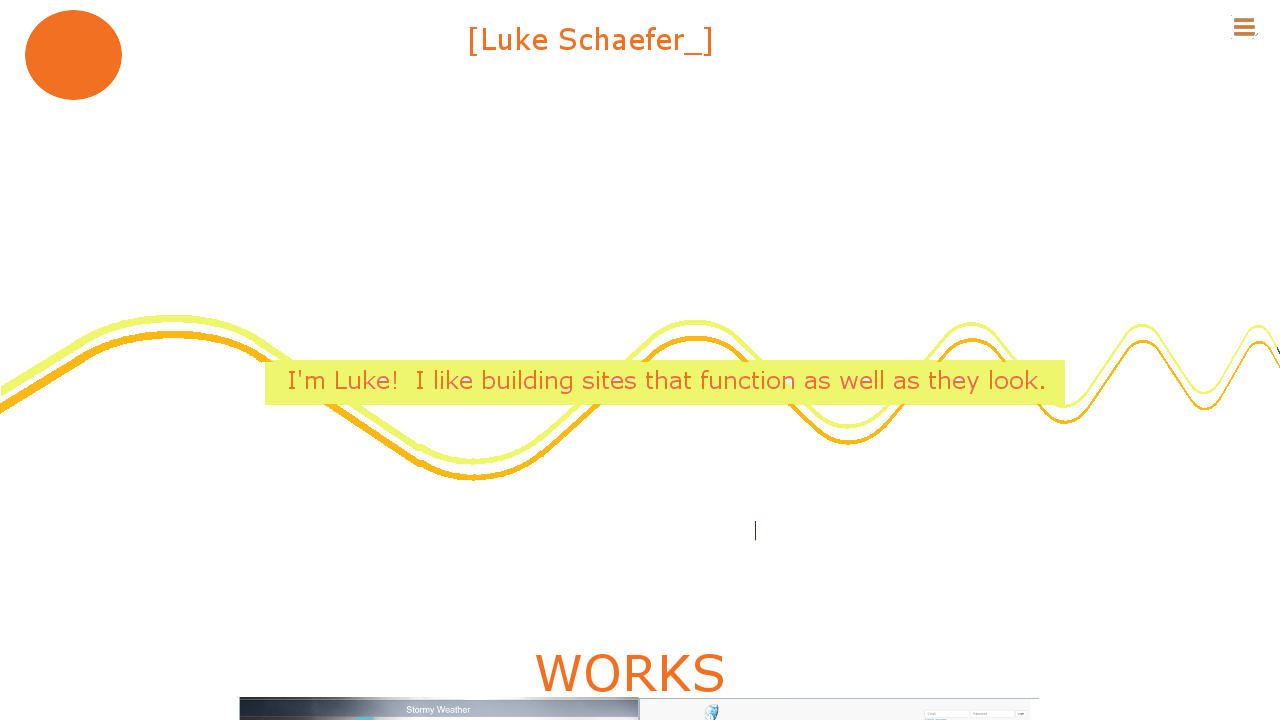 [Luke Schaefer_]
I'm Luke!  I like building sites that function as well as they look.
WORKS
Stormy Weather